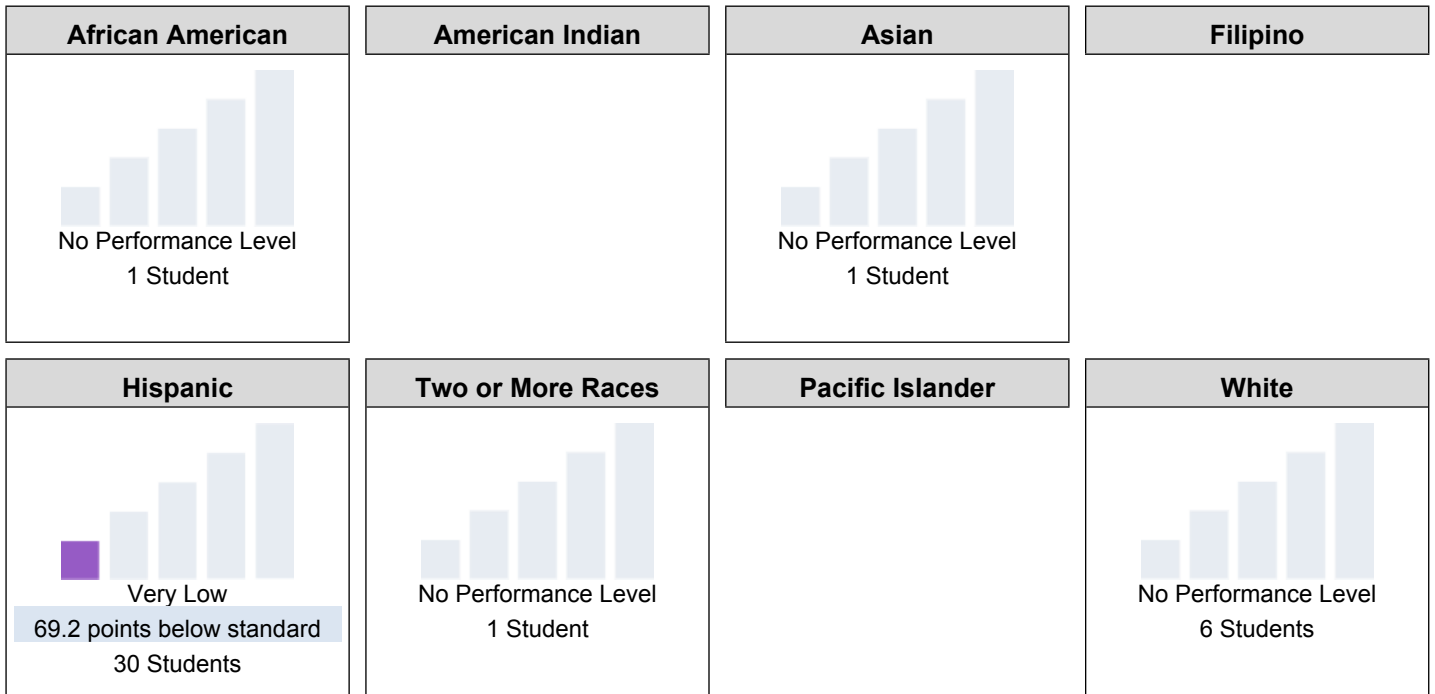 African American
American Indian
Asian
Filipino
No Performance Level
1 Student
No Performance Level
1 Student
Hispanic
Two or More Races
Pacific Islander
White
Very Low
69.2 points below standard
30 Students
No Performance Level
1 Student
No Performance Level
6 Students